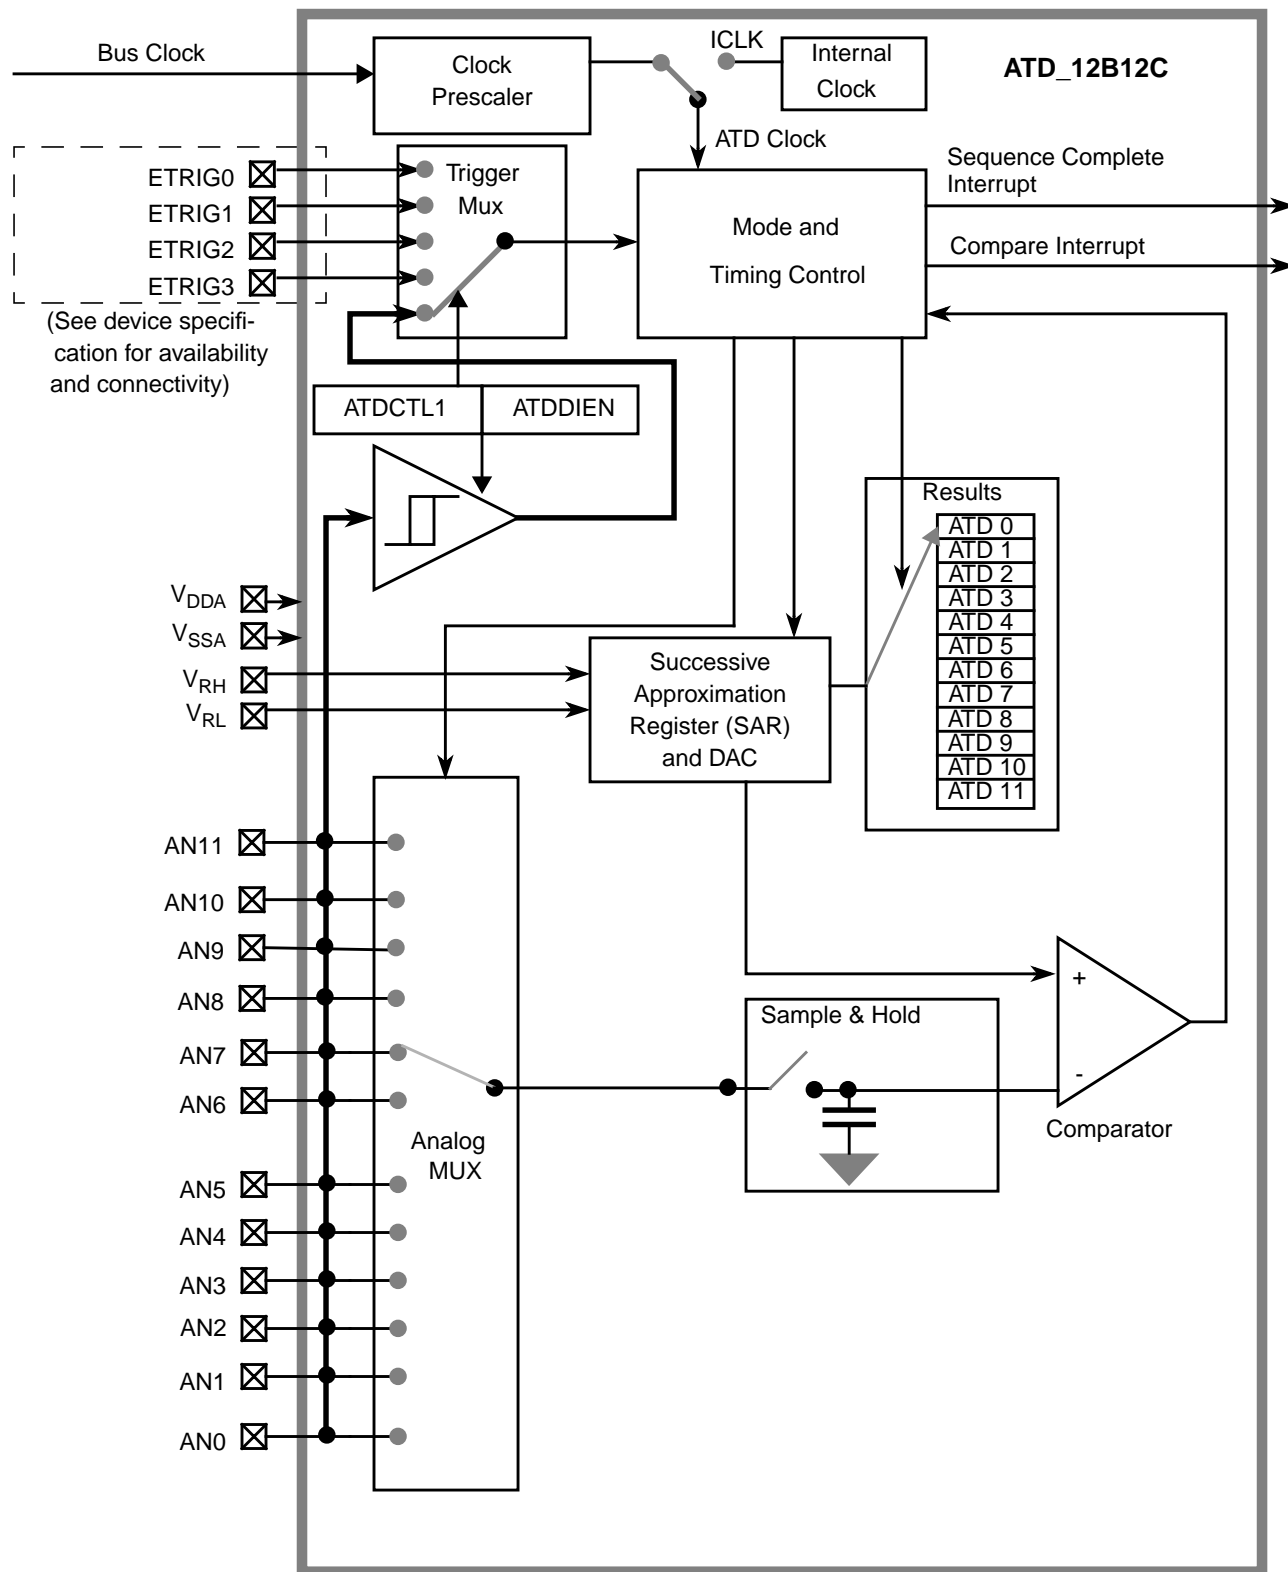 Bus Clock
Clock
Prescaler
ICLK
Internal
Clock
ATD_12B12C
ATD Clock
ETRIG0
ETRIG1
ETRIG2
ETRIG3
(See device specifi-
cation for availability
and connectivity)
Trigger
Mux
Mode and
Timing Control
Sequence Complete
Interrupt
Compare Interrupt
ATDCTL1
ATDDIEN
Results
ATD 0
ATD 1
ATD 2
ATD 3
ATD 4
ATD 5
ATD 6
ATD 7
ATD 8
ATD 9
ATD 10
ATD 11
VDDA
VSSA
VRH
VRL
Successive
Approximation
Register (SAR)
and DAC
AN11
AN10
AN9
AN8
AN7
AN6
AN5
AN4
AN3
AN2
AN1
AN0
Analog
MUX
Sample & Hold
+
-
Comparator